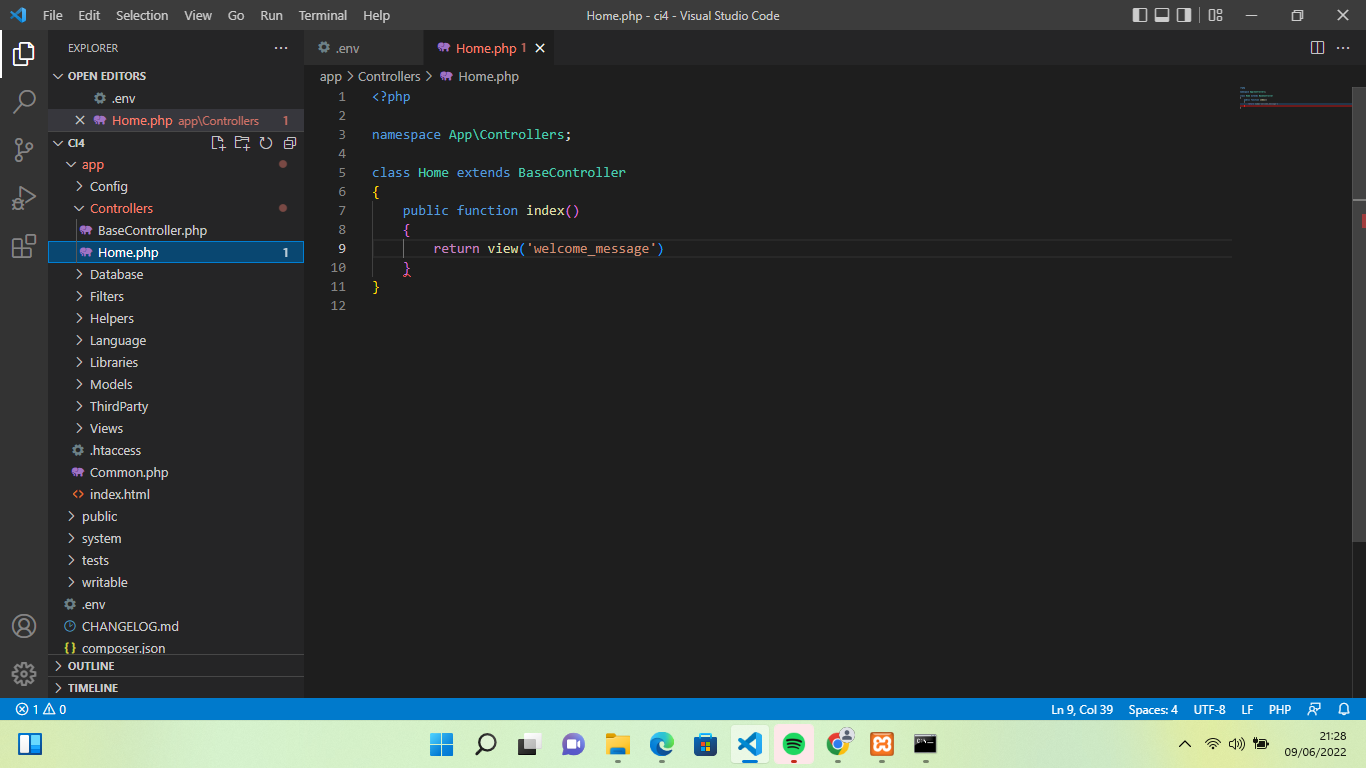 File Edit Selection View Go Run Terminal Help Home.php - ci4 - Visual Studio Code
EXPLORER ...
OPEN EDITORS
.env
Home.php app\Controllers 1
CI4
app
Config
Controllers
BaseController.php
Home.php 1
Database
Filters
Helpers
Language
Libraries
Models
ThirdParty
Views
.htaccess
Common.php
index.html
public
system
tests
writable
.env
CHANGELOG.md
composer.json
OUTLINE
TIMELINE
.env Home.php 1
app > Controllers > Home.php
1 <?php
2
3 namespace App\Controllers;
4
5 class Home extends BaseController
6 {
7 public function index()
8 {
9 return view('welcome_message')
10 }
11 }
12
1 0 Ln 9, Col 39 Spaces: 4 UTF-8 LF PHP
21:28
09/06/2022